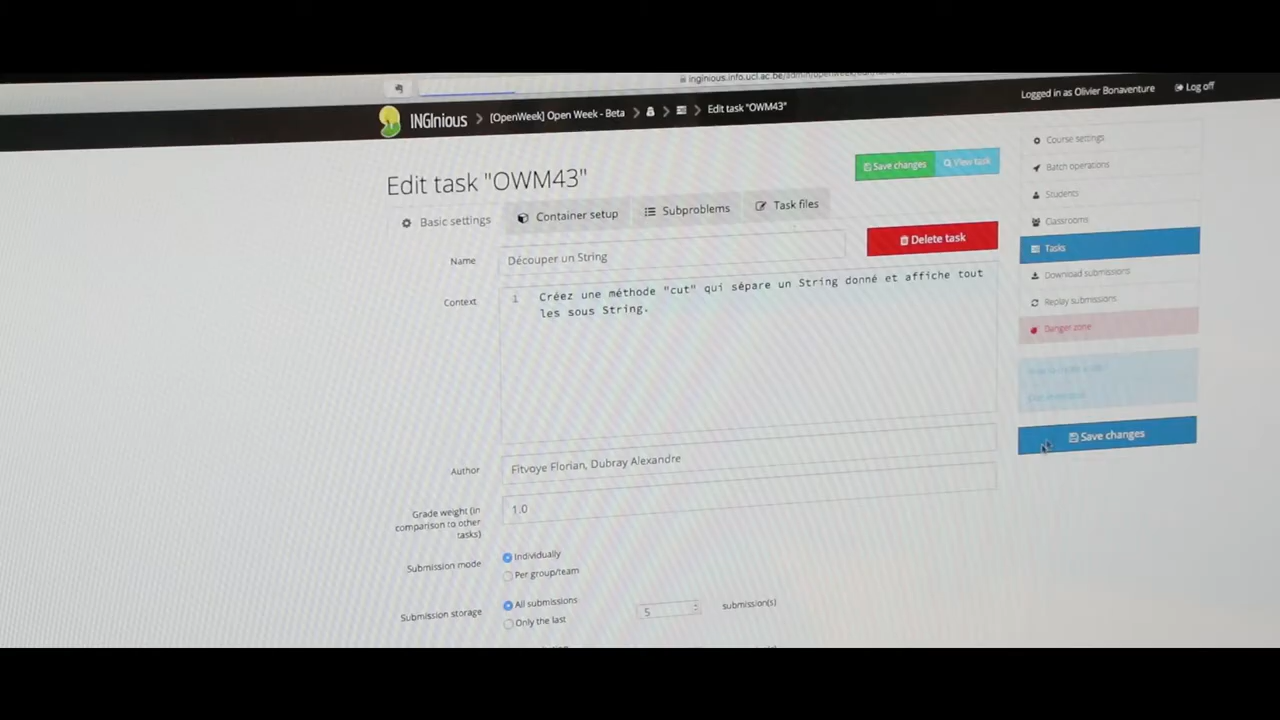 inginious.info.ucl.ac.be/admin/openweek/edit/task/
INGInious
[OpenWeek] Open Week - Beta
Edit task "OWM43"
Logged in as Olivier Bonaventure
Log off
Edit task "OWM43"
Save changes
View task
Basic settings
Container setup
Subproblems
Task files
Delete task
Name
Découper un String
Context
1
Créez une méthode "cut" qui sépare un String donné et affiche tout
les sous String.
Author
Fitvoye Florian, Dubray Alexandre
Grade weight (in
comparison to other
tasks)
1.0
Submission mode
Individually
Per group/team
Submission storage
All submissions
Only the last
5
submission(s)
Course settings
Batch operations
Students
Classrooms
Tasks
Download submissions
Replay submissions
Danger zone
Save changes